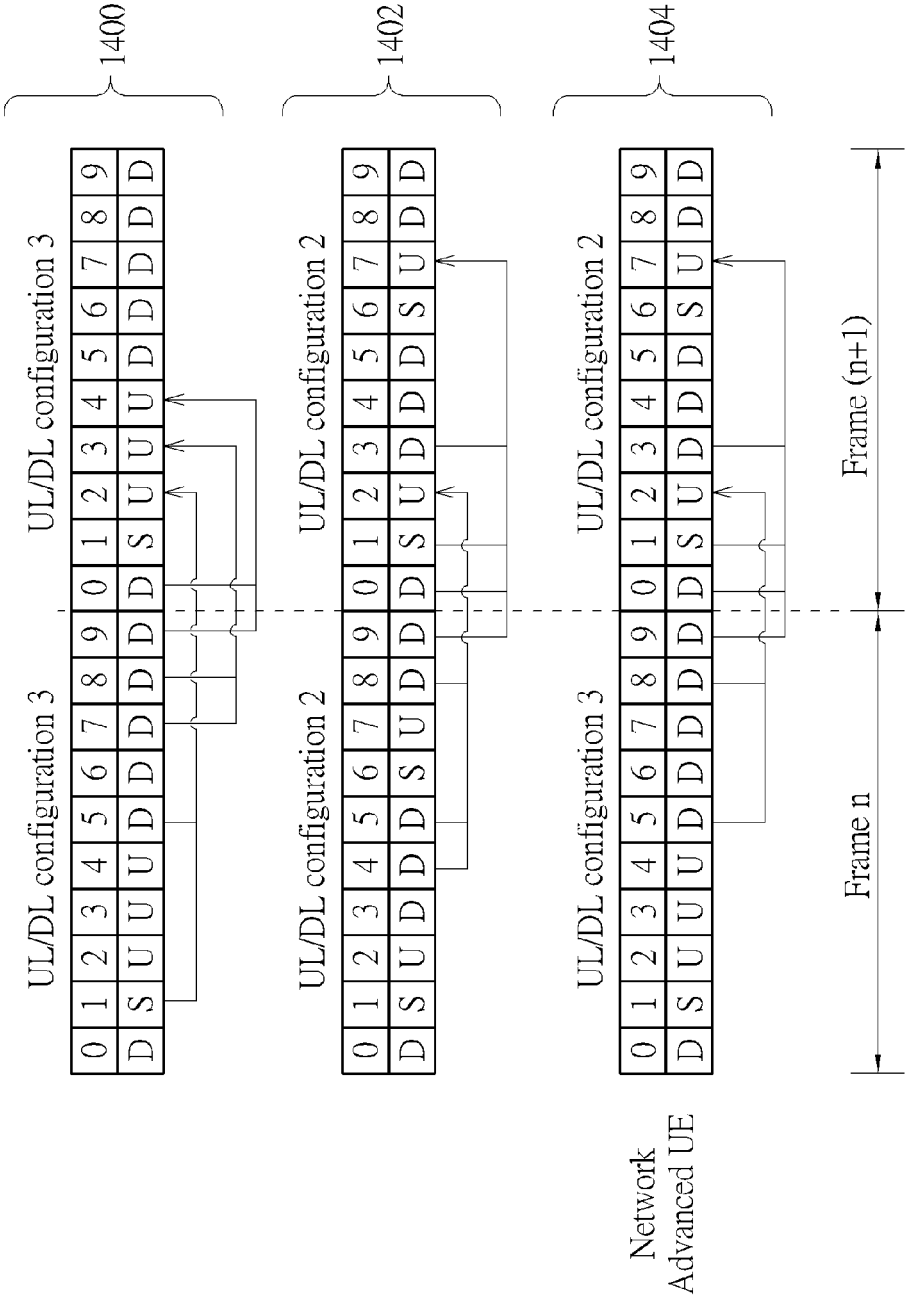 UL/DL configuration 3 UL/DL configuration 3
0 1 2 3 4 5 6 7 8 9 0 1 2 3 4 5 6 7 8 9
D S U U U D D D D D D S U U U D D D D D
1400
UL/DL configuration 2 UL/DL configuration 2
0 1 2 3 4 5 6 7 8 9 0 1 2 3 4 5 6 7 8 9
D S U D D D S U D D D S U D D D S U D D
1402
UL/DL configuration 3 UL/DL configuration 2
Network
Advanced UE
0 1 2 3 4 5 6 7 8 9 0 1 2 3 4 5 6 7 8 9
D S U U U D D D D D D S U D D D S U D D
1404
Frame n Frame (n+1)